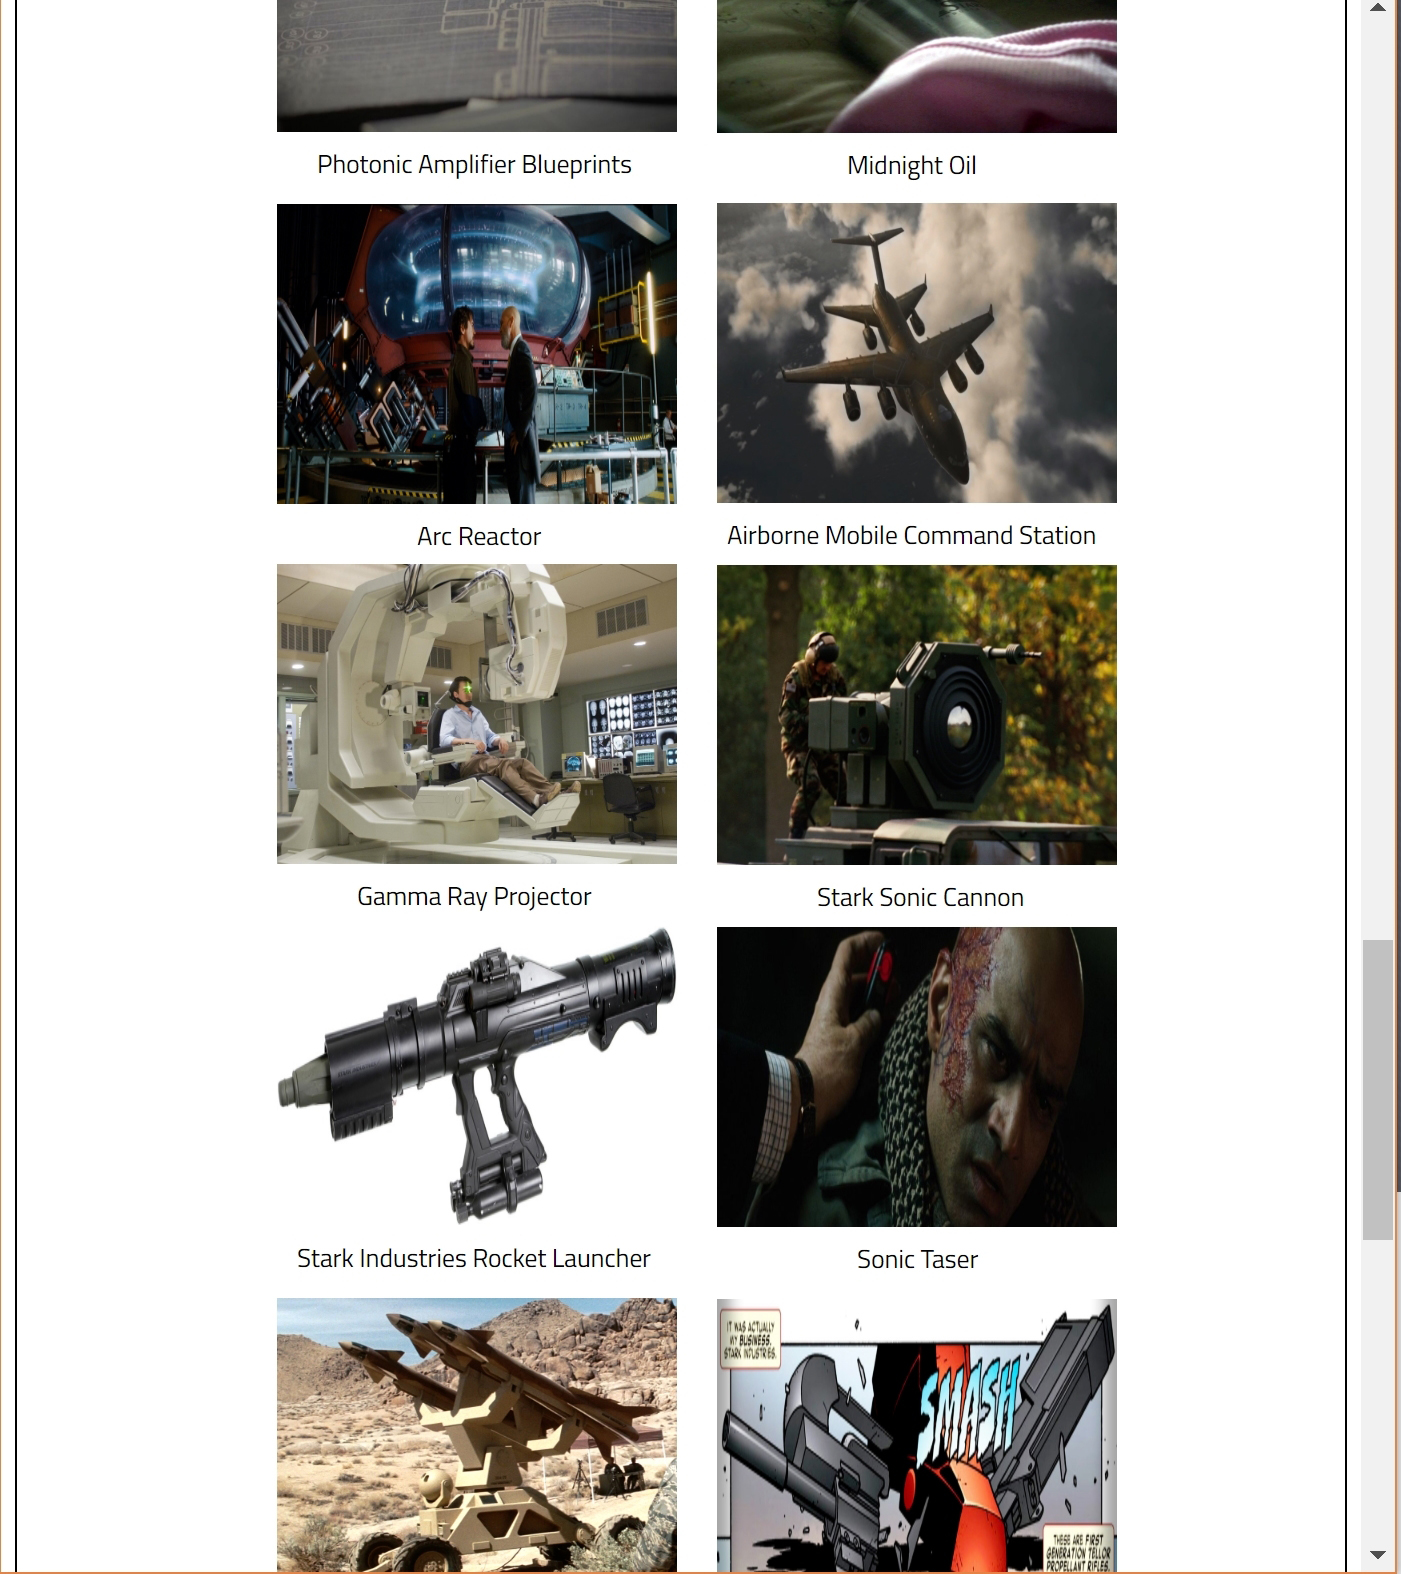 Photonic Amplifier Blueprints
Midnight Oil
Arc Reactor
Airborne Mobile Command Station
Gamma Ray Projector
Stark Sonic Cannon
Stark Industries Rocket Launcher
Sonic Taser
IT WAS ACTUALLY
MY BUSINESS.
STARK INDUSTRIES.
SMASH
THESE ARE FIRST
GENERATION TELLOR
PROPELLANT RIFLES.